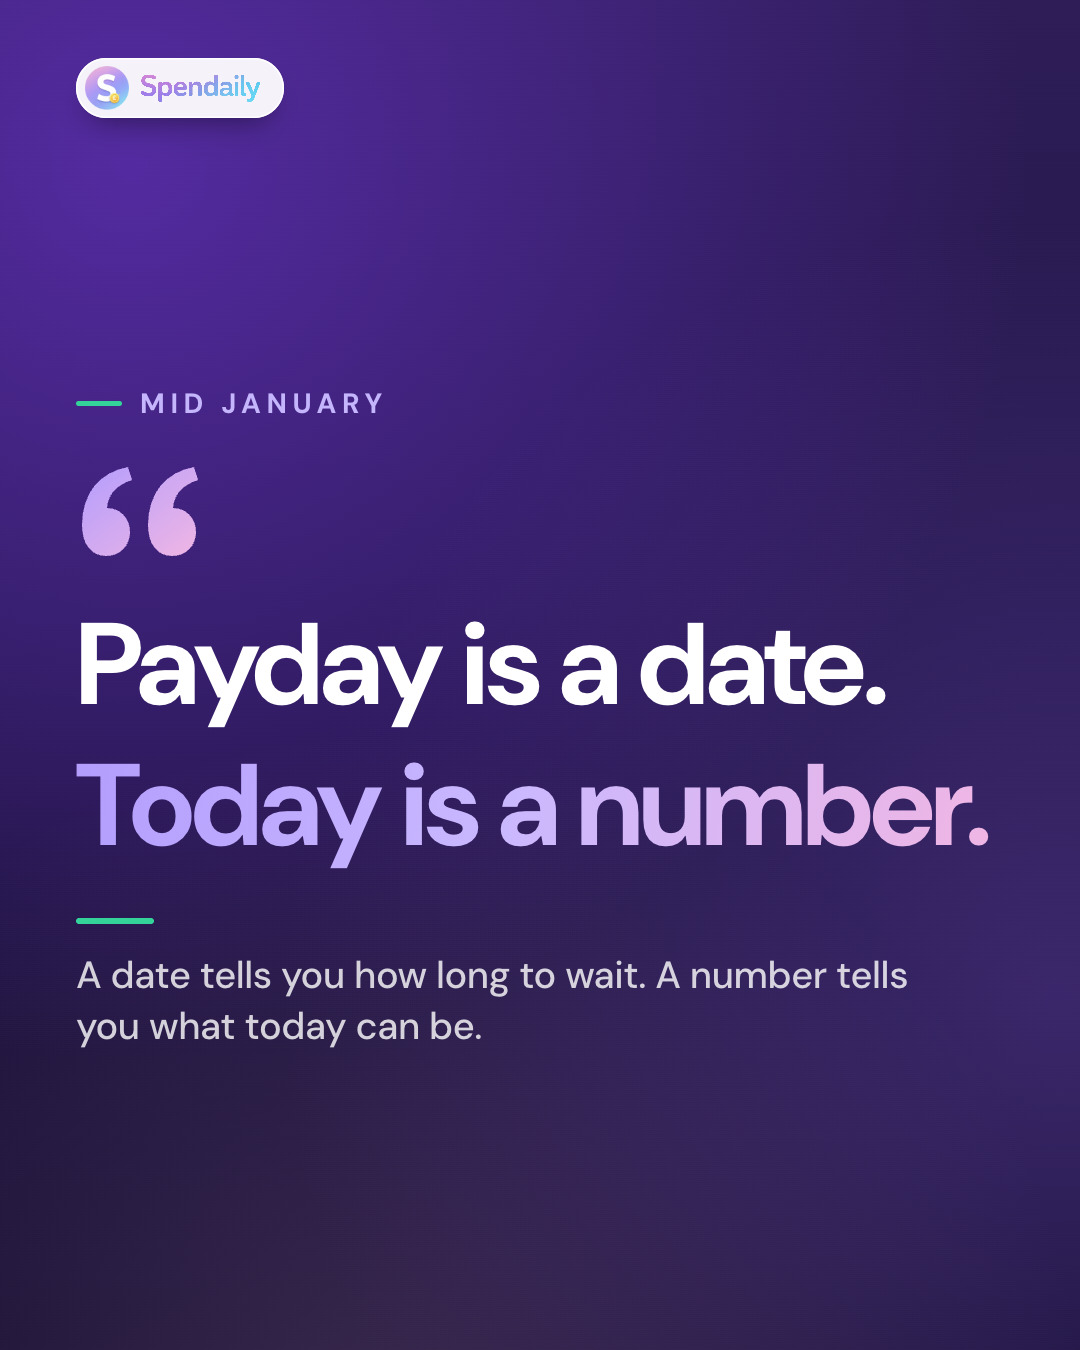 Spendaily
MID JANUARY
“
Payday is a date.
Today is a number.
A date tells you how long to wait. A number tells
you what today can be.